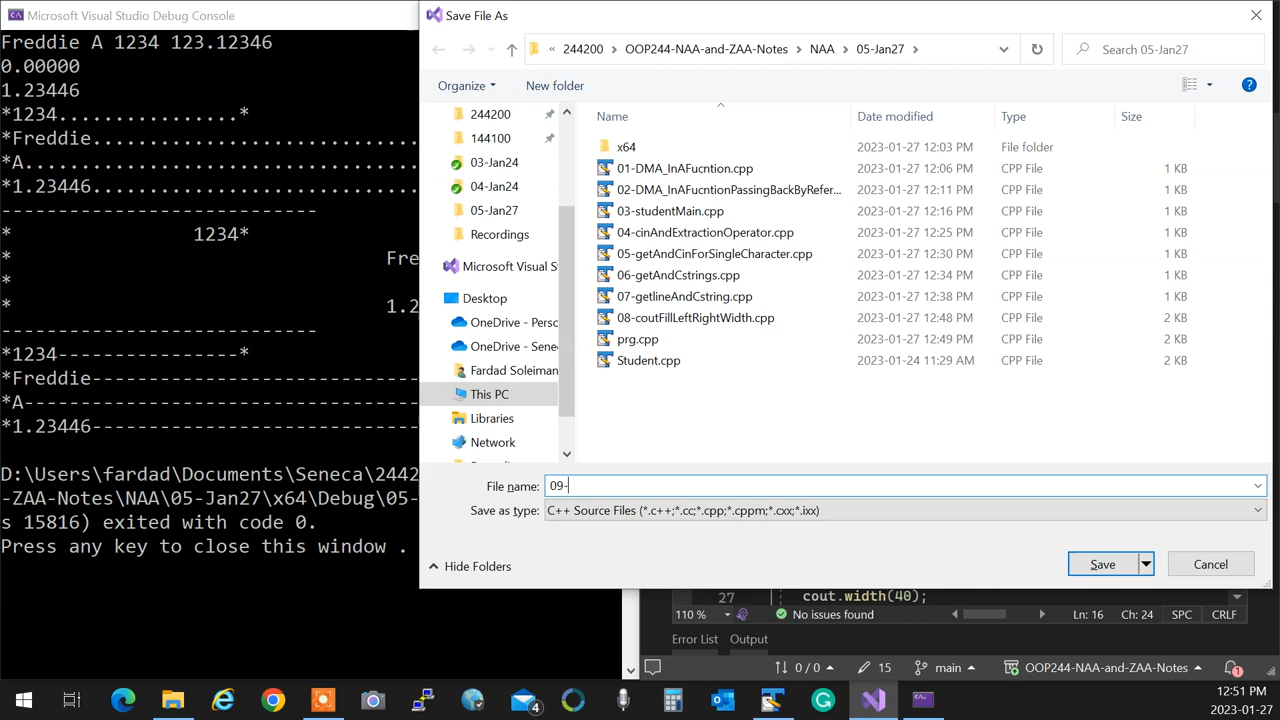 Microsoft Visual Studio Debug Console
Freddie A 1234 123.12346
0.00000
1.23446
*1234................*
*Freddie....................................
*A..........................................
*1.23446....................................
----------------------------
*                1234*
*                                Fre
*
*                                1.2
----------------------------
*1234----------------*
*Freddie------------------------------------
*A------------------------------------------
*1.23446------------------------------------
D:\Users\fardad\Documents\Seneca\2442
-ZAA-Notes\NAA\05-Jan27\x64\Debug\05-
s 15816) exited with code 0.
Press any key to close this window .
Save File As
« 244200 > OOP244-NAA-and-ZAA-Notes > NAA > 05-Jan27 >
Search 05-Jan27
Organize
New folder
244200
144100
03-Jan24
04-Jan24
05-Jan27
Recordings
Microsoft Visual S
Desktop
OneDrive - Perso
OneDrive - Sene
Fardad Soleiman
This PC
Libraries
Network
Name Date modified Type Size
x64 2023-01-27 12:03 PM File folder
01-DMA_InAFucntion.cpp 2023-01-27 12:06 PM CPP File 1 KB
02-DMA_InAFucntionPassingBackByRefer... 2023-01-27 12:11 PM CPP File 1 KB
03-studentMain.cpp 2023-01-27 12:16 PM CPP File 1 KB
04-cinAndExtractionOperator.cpp 2023-01-27 12:25 PM CPP File 1 KB
05-getAndCinForSingleCharacter.cpp 2023-01-27 12:30 PM CPP File 1 KB
06-getAndCstrings.cpp 2023-01-27 12:34 PM CPP File 1 KB
07-getlineAndCstring.cpp 2023-01-27 12:38 PM CPP File 1 KB
08-coutFillLeftRightWidth.cpp 2023-01-27 12:48 PM CPP File 2 KB
prg.cpp 2023-01-27 12:49 PM CPP File 2 KB
Student.cpp 2023-01-24 11:29 AM CPP File 2 KB
File name: 09-
Save as type: C++ Source Files (*.c++;*.cc;*.cpp;*.cppm;*.cxx;*.ixx)
Hide Folders
Save
Cancel
27 cout.width(40);
110 % No issues found Ln: 16 Ch: 24 SPC CRLF
Error List Output
0 / 0 15 main OOP244-NAA-and-ZAA-Notes 1
4
12:51 PM
2023-01-27